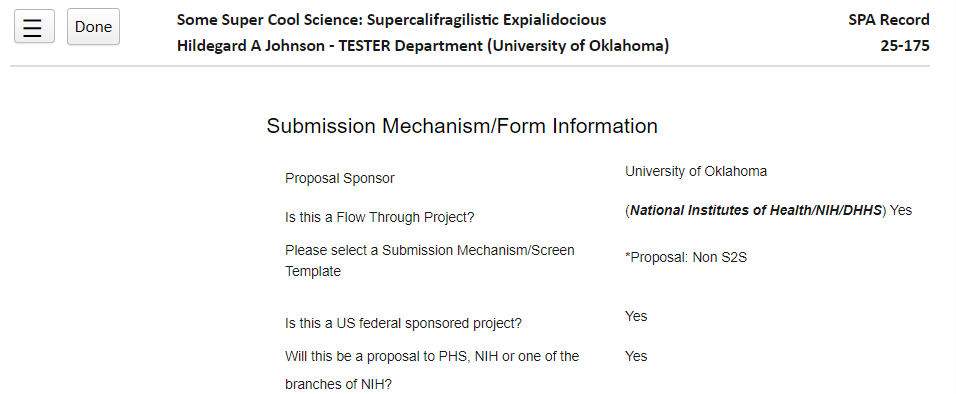 Done
Some Super Cool Science: Supercalifragilistic Expialidocious
SPA Record
Hildegard A Johnson - TESTER Department (University of Oklahoma)
25-175
Submission Mechanism/Form Information
Proposal Sponsor
University of Oklahoma
Is this a Flow Through Project?
(National Institutes of Health/NIH/DHHS) Yes
Please select a Submission Mechanism/Screen
Template
*Proposal: Non S2S
Is this a US federal sponsored project?
Yes
Will this be a proposal to PHS, NIH or one of the
branches of NIH?
Yes